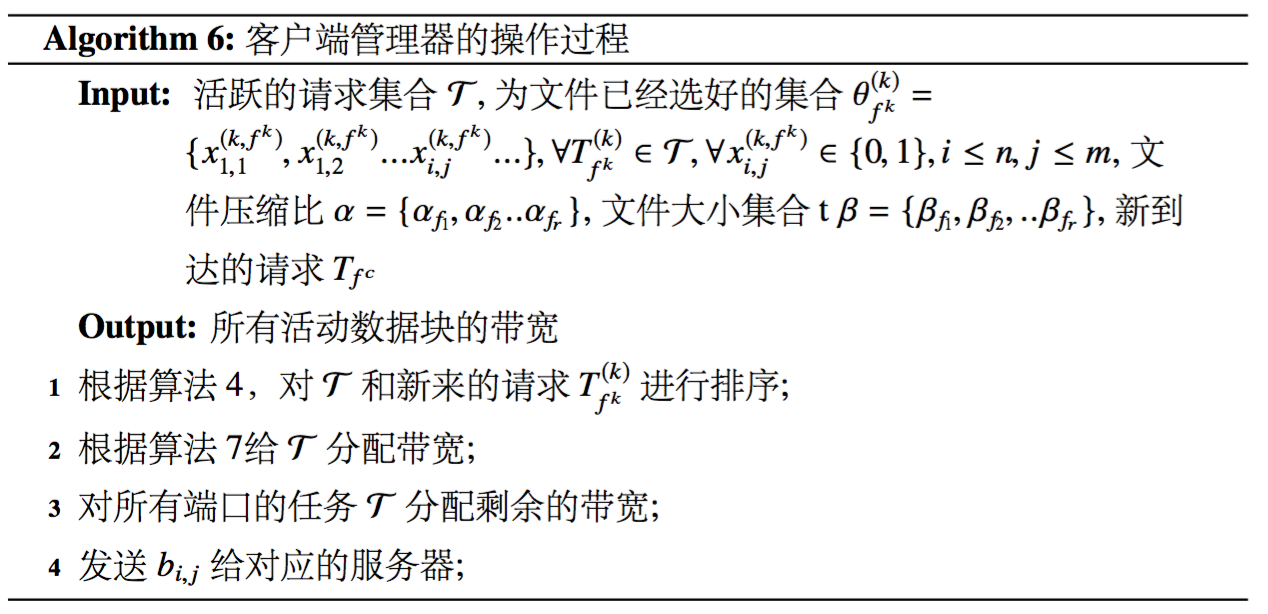 Algorithm 6: 客户端管理器的操作过程
Input: 活跃的请求集合 𝒯, 为文件已经选好的集合 θ_{f^k}^{(k)} =
{x_{1,1}^{(k,f^k)}, x_{1,2}^{(k,f^k)}...x_{i,j}^{(k,f^k)}...}, ∀T_{f^k}^{(k)} ∈ 𝒯, ∀x_{i,j}^{(k,f^k)} ∈ {0, 1}, i ≤ n, j ≤ m, 文
件压缩比 α = {α_{f_1}, α_{f_2}..α_{f_r}}, 文件大小集合 t β = {β_{f_1}, β_{f_2}, ..β_{f_r}}, 新到
达的请求 T_{f^c}
Output: 所有活动数据块的带宽
1 根据算法 4，对 𝒯 和新来的请求 T_{f^k}^{(k)} 进行排序;
2 根据算法 7给 𝒯 分配带宽;
3 对所有端口的任务 𝒯 分配剩余的带宽;
4 发送 b_{i,j} 给对应的服务器;